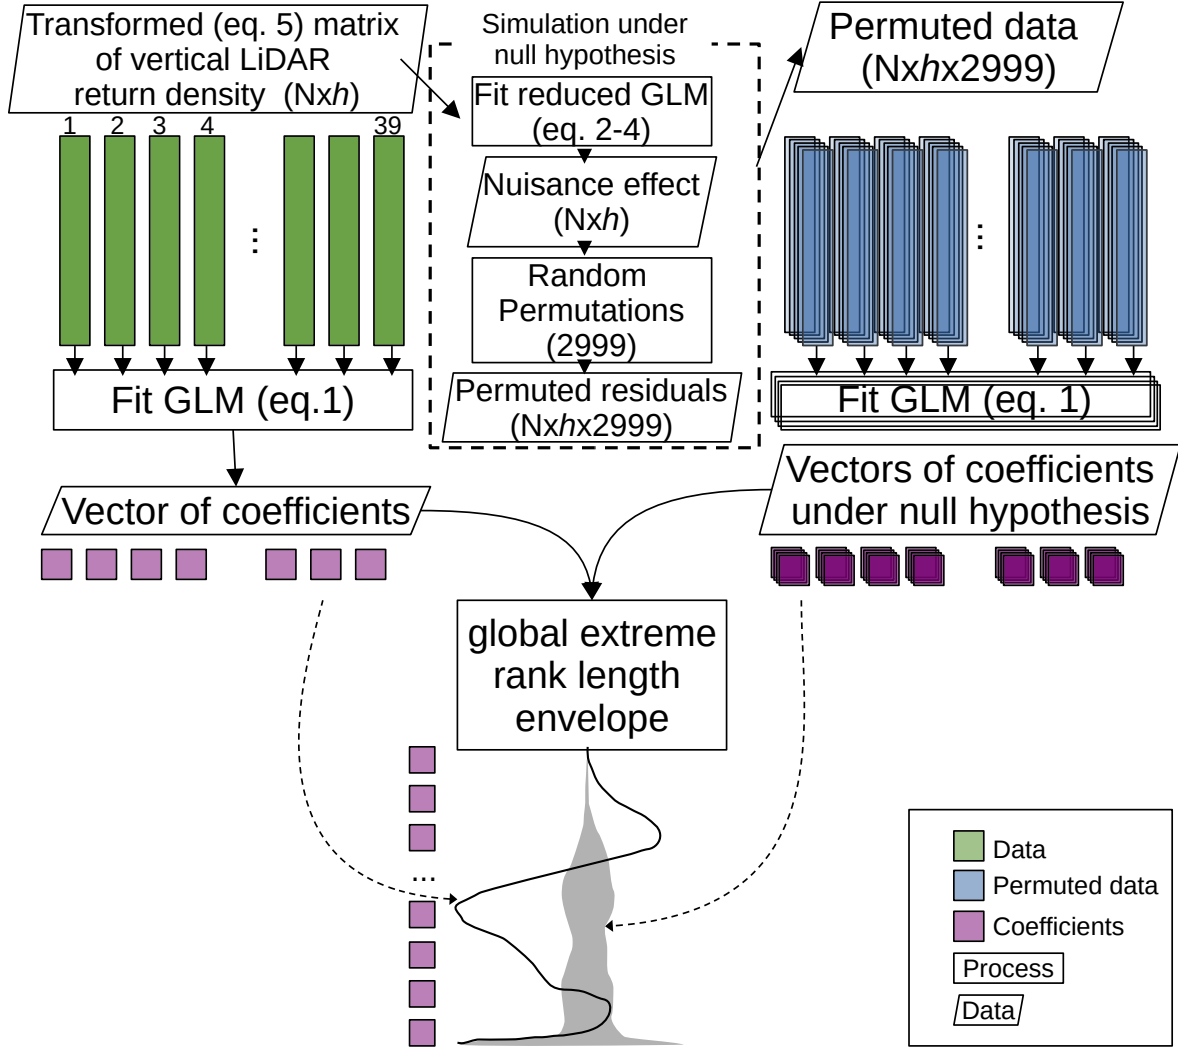 Transformed (eq. 5) matrix
of vertical LiDAR
return density (Nxh)
1 2 3 4 39
⋮
Fit GLM (eq.1)
Vector of coefficients
Simulation under
null hypothesis
Fit reduced GLM
(eq. 2-4)
Nuisance effect
(Nxh)
Random
Permutations
(2999)
Permuted residuals
(Nxhx2999)
Permuted data
(Nxhx2999)
⋮
Fit GLM (eq. 1)
Vectors of coefficients
under null hypothesis
global extreme
rank length
envelope
...
Data
Permuted data
Coefficients
Process
Data